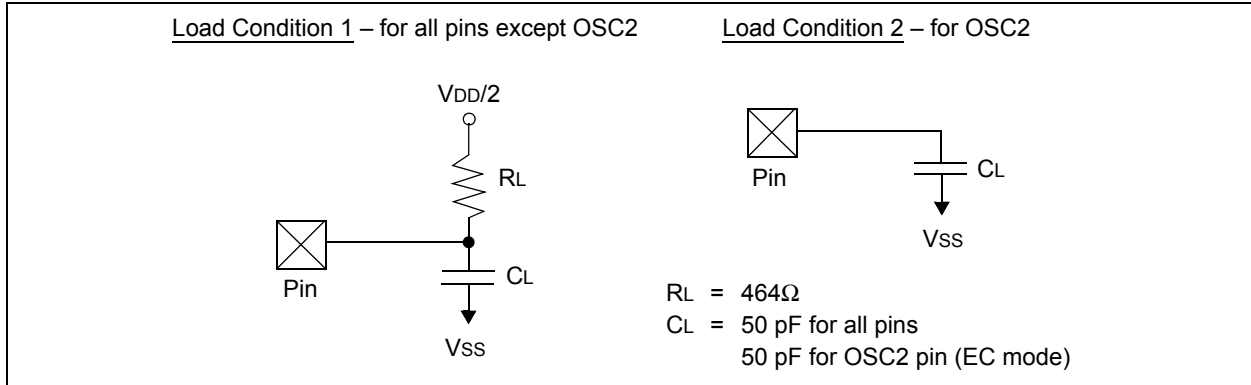 Load Condition 1 – for all pins except OSC2
Load Condition 2 – for OSC2
VDD/2
RL
Pin
CL
VSS
Pin
CL
VSS
RL = 464Ω
CL = 50 pF for all pins
50 pF for OSC2 pin (EC mode)